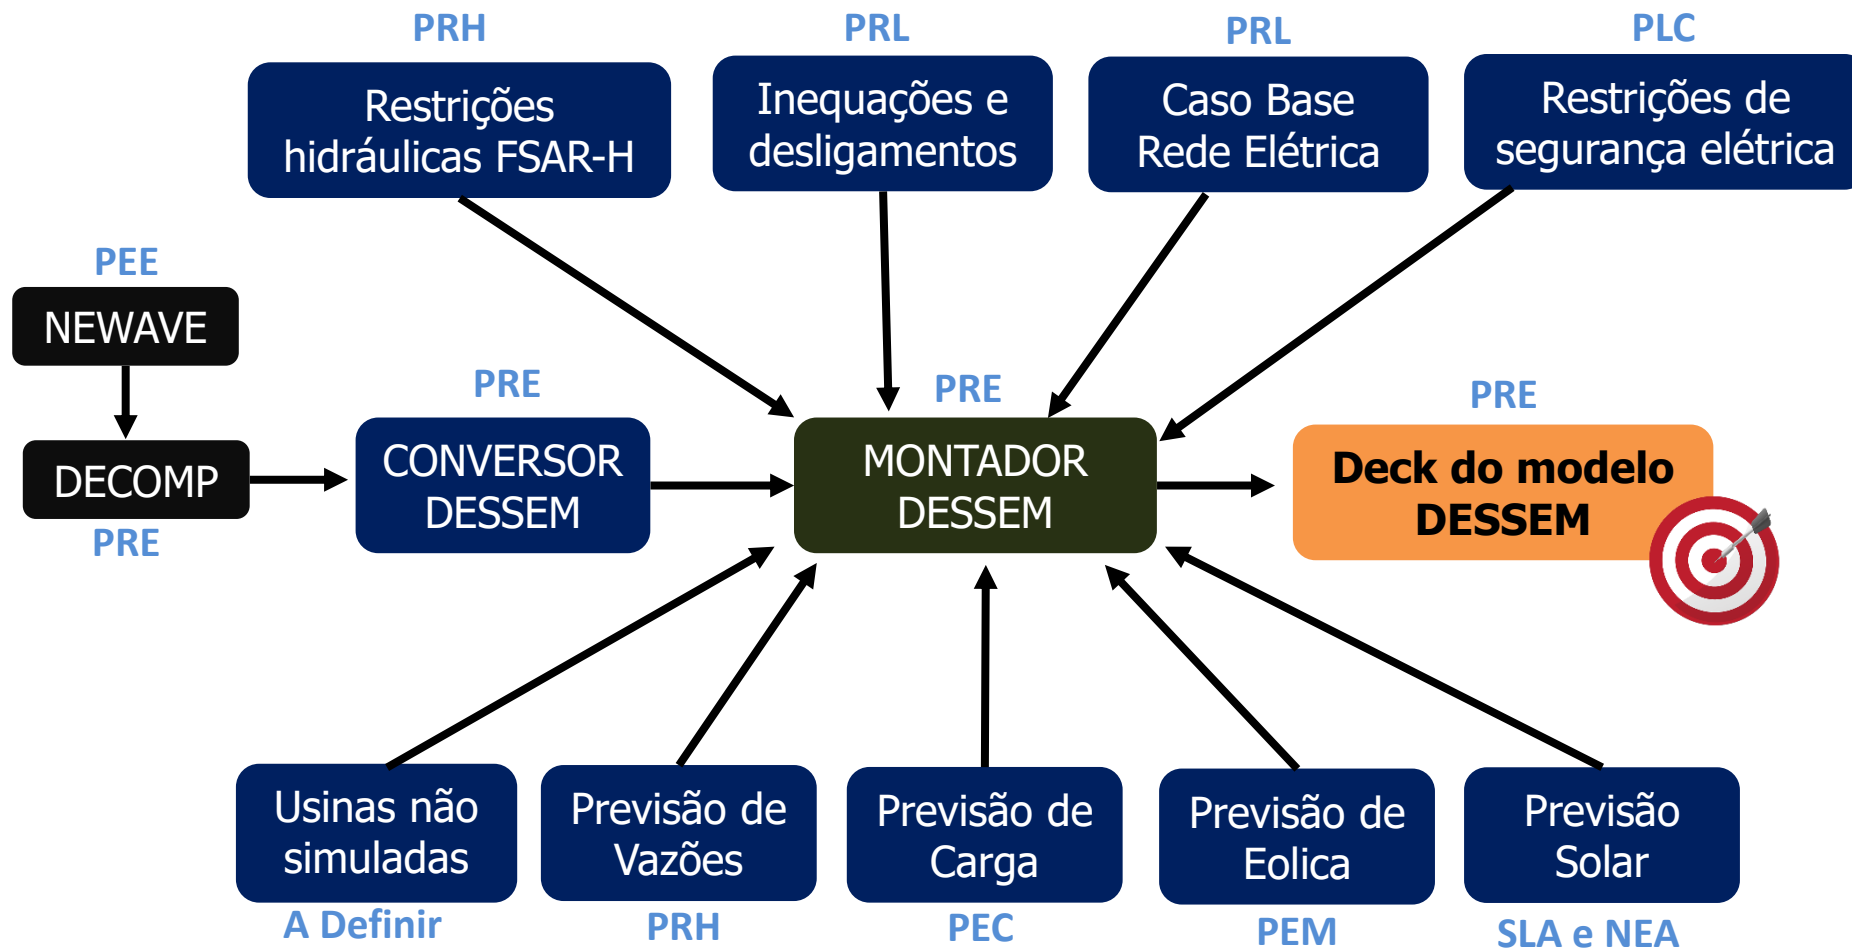 PRH
Restrições
hidráulicas FSAR-H
PRL
Inequações e
desligamentos
PRL
Caso Base
Rede Elétrica
PLC
Restrições de
segurança elétrica
PEE
NEWAVE
DECOMP
PRE
PRE
CONVERSOR
DESSEM
PRE
MONTADOR
DESSEM
PRE
Deck do modelo
DESSEM
Usinas não
simuladas
A Definir
Previsão de
Vazões
PRH
Previsão de
Carga
PEC
Previsão de
Eolica
PEM
Previsão
Solar
SLA e NEA